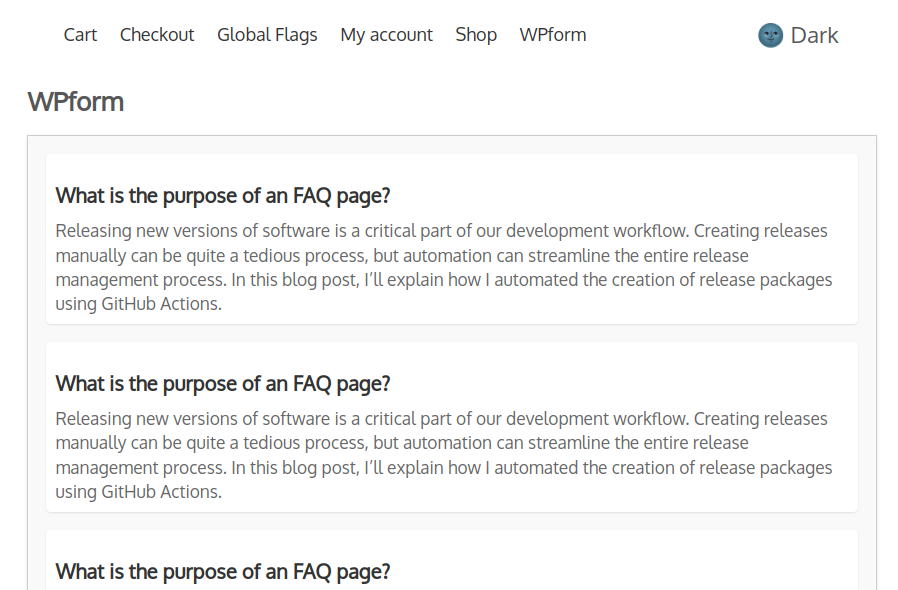 Cart Checkout Global Flags My account Shop WPform Dark
WPform
What is the purpose of an FAQ page?
Releasing new versions of software is a critical part of our development workflow. Creating releases
manually can be quite a tedious process, but automation can streamline the entire release
management process. In this blog post, I’ll explain how I automated the creation of release packages
using GitHub Actions.
What is the purpose of an FAQ page?
Releasing new versions of software is a critical part of our development workflow. Creating releases
manually can be quite a tedious process, but automation can streamline the entire release
management process. In this blog post, I’ll explain how I automated the creation of release packages
using GitHub Actions.
What is the purpose of an FAQ page?